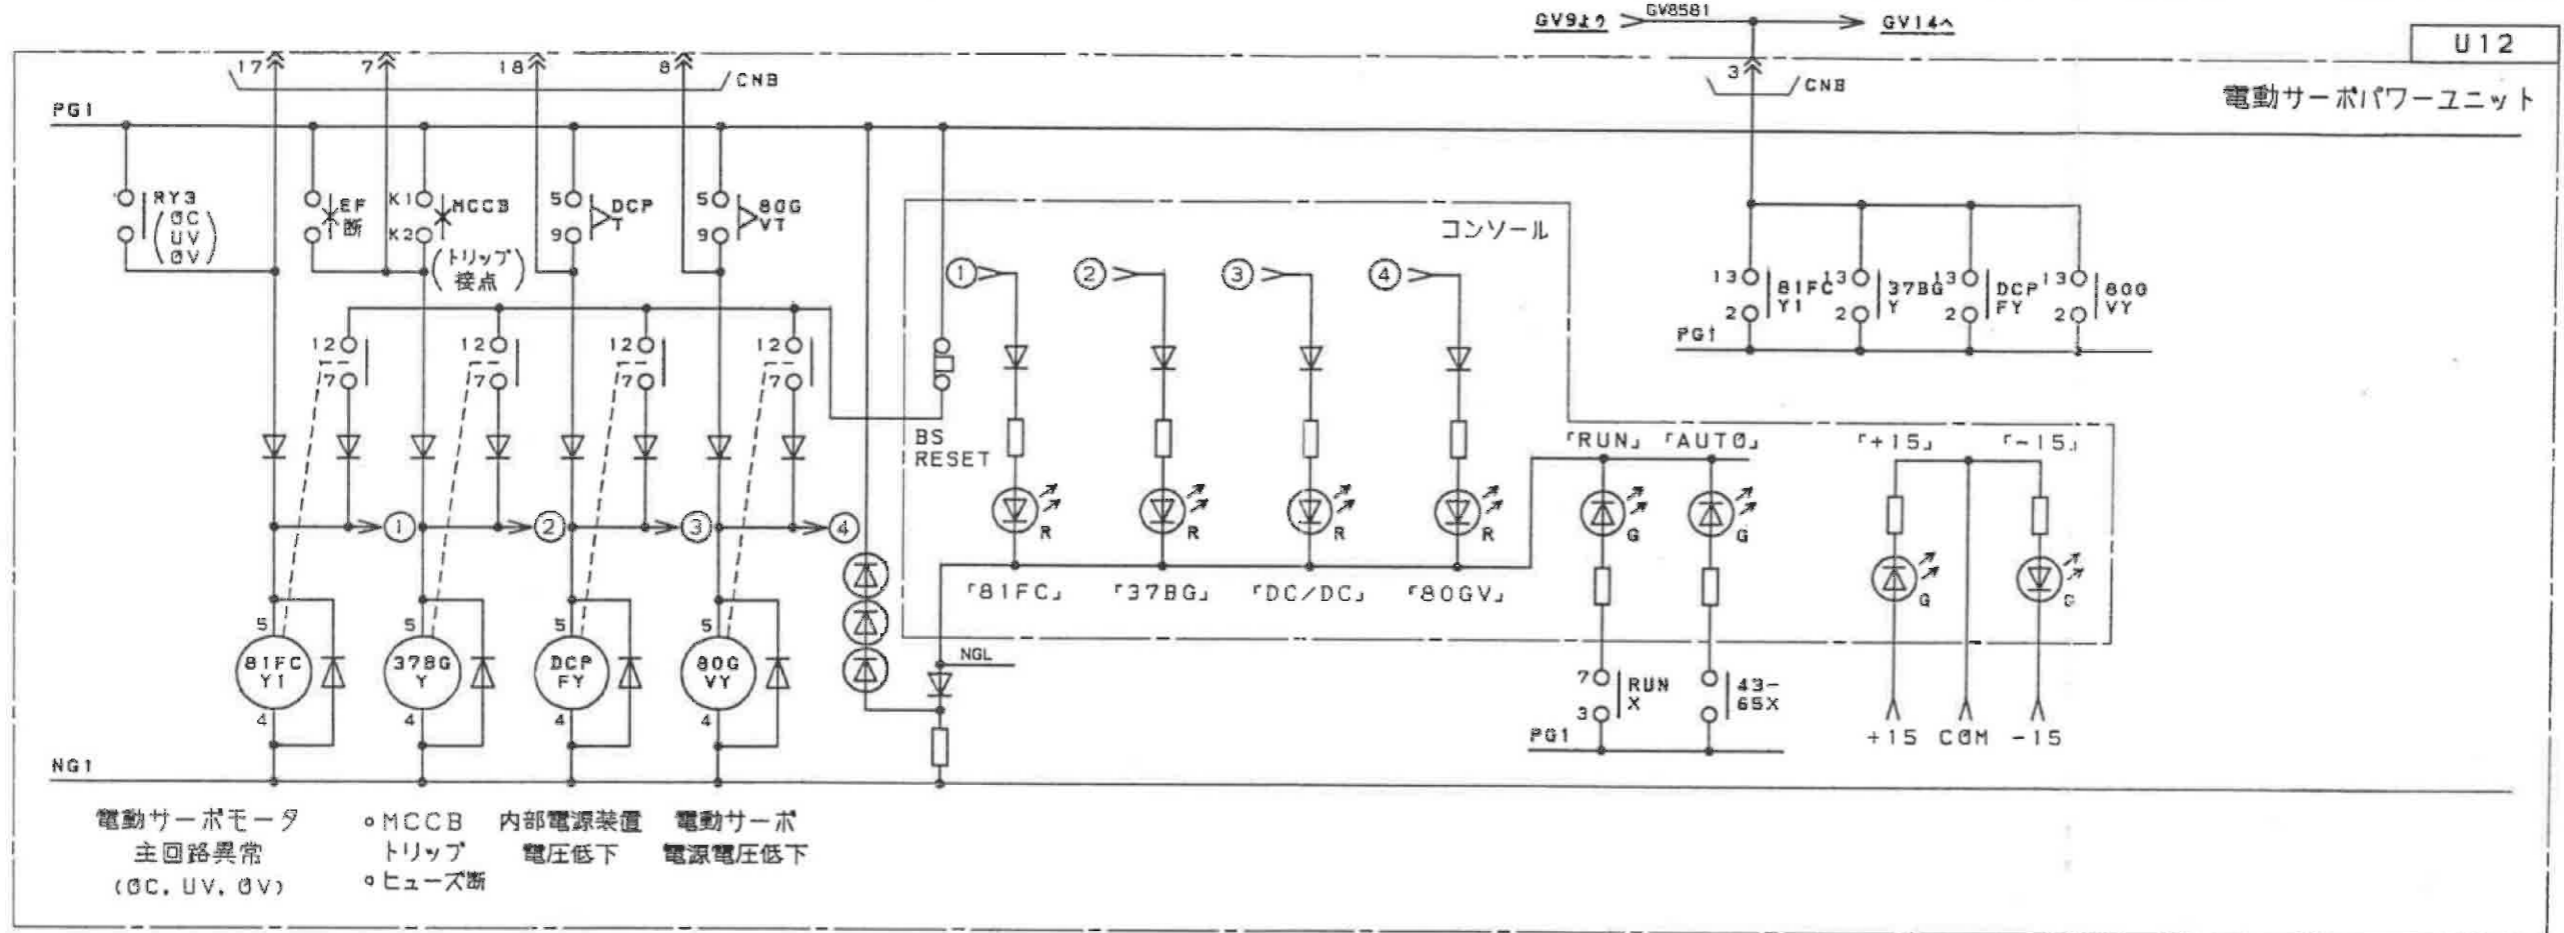 GV9より
GV8581
GV14へ
U12
電動サーボパワーユニット
17
7
18
8
CNB
3
CNB
PG1
RY3
(ØC
UV
ØV)
EF
断
K1
K2
MCCB
(トリップ
接点)
5
9
DCP
T
5
9
80G
VT
コンソール
①
②
③
④
13
2
81FC
Y1
13
2
37BG
Y
13
2
DCP
FY
13
2
80G
VY
PG1
12
7
12
7
12
7
12
7
BS
RESET
「RUN」
「AUTØ」
「+15」
「-15」
①
②
③
④
R
R
R
R
G
G
G
G
「81FC」
「37BG」
「DC/DC」
「80GV」
5
81FC
Y1
4
5
37BG
Y
4
5
DCP
FY
4
5
80G
VY
4
NGL
7
3
RUN
X
43-
65X
PG1
+15 CØM -15
NG1
電動サーボモータ
主回路異常
(ØC, UV, ØV)
○MCCB
トリップ
○ヒューズ断
内部電源装置
電圧低下
電動サーボ
電源電圧低下